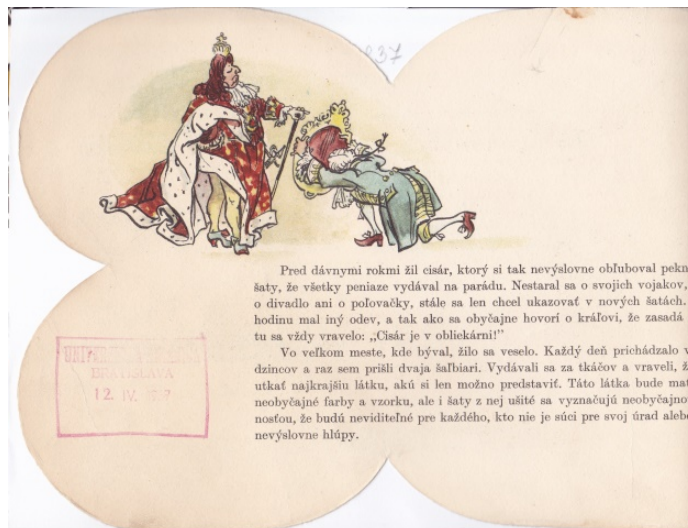 237
Pred dávnymi rokmi žil cisár, ktorý si tak nevýslovne obľuboval pekn
šaty, že všetky peniaze vydával na parádu. Nestaral sa o svojich vojakov,
o divadlo ani o poľovačky, stále sa len chcel ukazovať v nových šatách.
hodinu mal iný odev, a tak ako sa obyčajne hovorí o kráľovi, že zasadá
tu sa vždy vravelo: „Cisár je v obliekárni!"
Vo veľkom meste, kde býval, žilo sa veselo. Každý deň prichádzalo v
dzincov a raz sem prišli dvaja šaľbiari. Vydávali sa za tkáčov a vraveli, ž
utkať najkrajšiu látku, akú si len možno predstaviť. Táto látka bude mať
neobyčajné farby a vzorku, ale i šaty z nej ušité sa vyznačujú neobyčajno
nosťou, že budú neviditeľné pre každého, kto nie je súci pre svoj úrad alebo
nevýslovne hlúpy.
BRATISLAVA
12. IV.